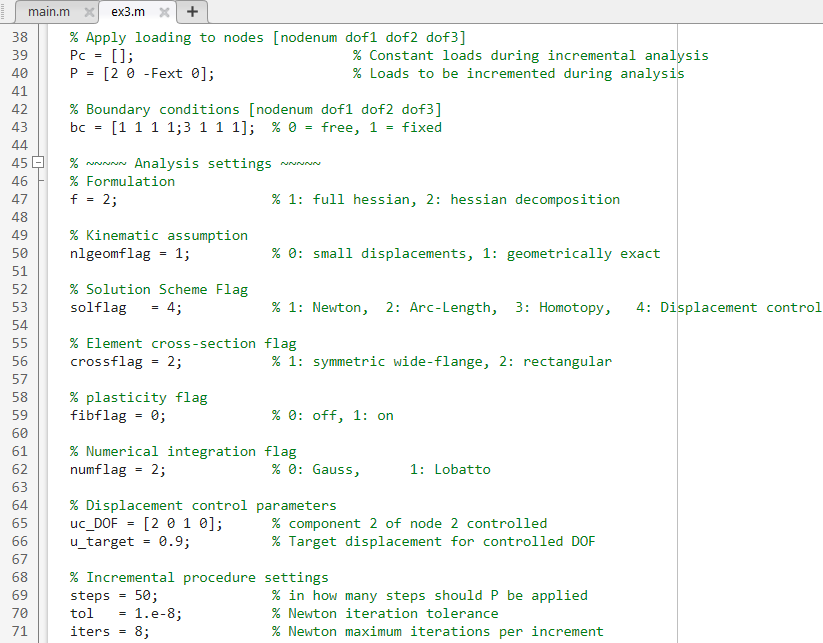 main.m ex3.m
38 % Apply loading to nodes [nodenum dof1 dof2 dof3]
39 Pc = []; % Constant loads during incremental analysis
40 P = [2 0 -Fext 0]; % Loads to be incremented during analysis
41
42 % Boundary conditions [nodenum dof1 dof2 dof3]
43 bc = [1 1 1 1;3 1 1 1]; % 0 = free, 1 = fixed
44
45 % ~~~~~ Analysis settings ~~~~~
46 % Formulation
47 f = 2; % 1: full hessian, 2: hessian decomposition
48
49 % Kinematic assumption
50 nlgeomflag = 1; % 0: small displacements, 1: geometrically exact
51
52 % Solution Scheme Flag
53 solflag = 4; % 1: Newton, 2: Arc-Length, 3: Homotopy, 4: Displacement control
54
55 % Element cross-section flag
56 crossflag = 2; % 1: symmetric wide-flange, 2: rectangular
57
58 % plasticity flag
59 fibflag = 0; % 0: off, 1: on
60
61 % Numerical integration flag
62 numflag = 2; % 0: Gauss, 1: Lobatto
63
64 % Displacement control parameters
65 uc_DOF = [2 0 1 0]; % component 2 of node 2 controlled
66 u_target = 0.9; % Target displacement for controlled DOF
67
68 % Incremental procedure settings
69 steps = 50; % in how many steps should P be applied
70 tol = 1.e-8; % Newton iteration tolerance
71 iters = 8; % Newton maximum iterations per increment